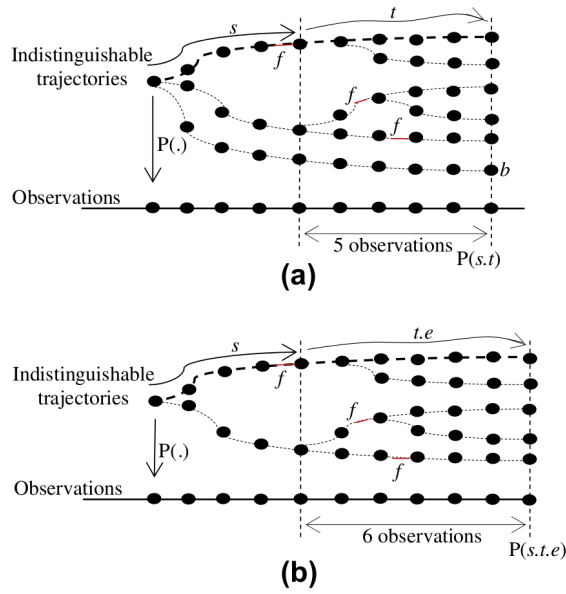 s
t
Indistinguishable
trajectories
f
f
f
P(.)
b
Observations
5 observations
P(s.t)
(a)
s
t.e
Indistinguishable
trajectories
f
f
f
P(.)
Observations
6 observations
P(s.t.e)
(b)